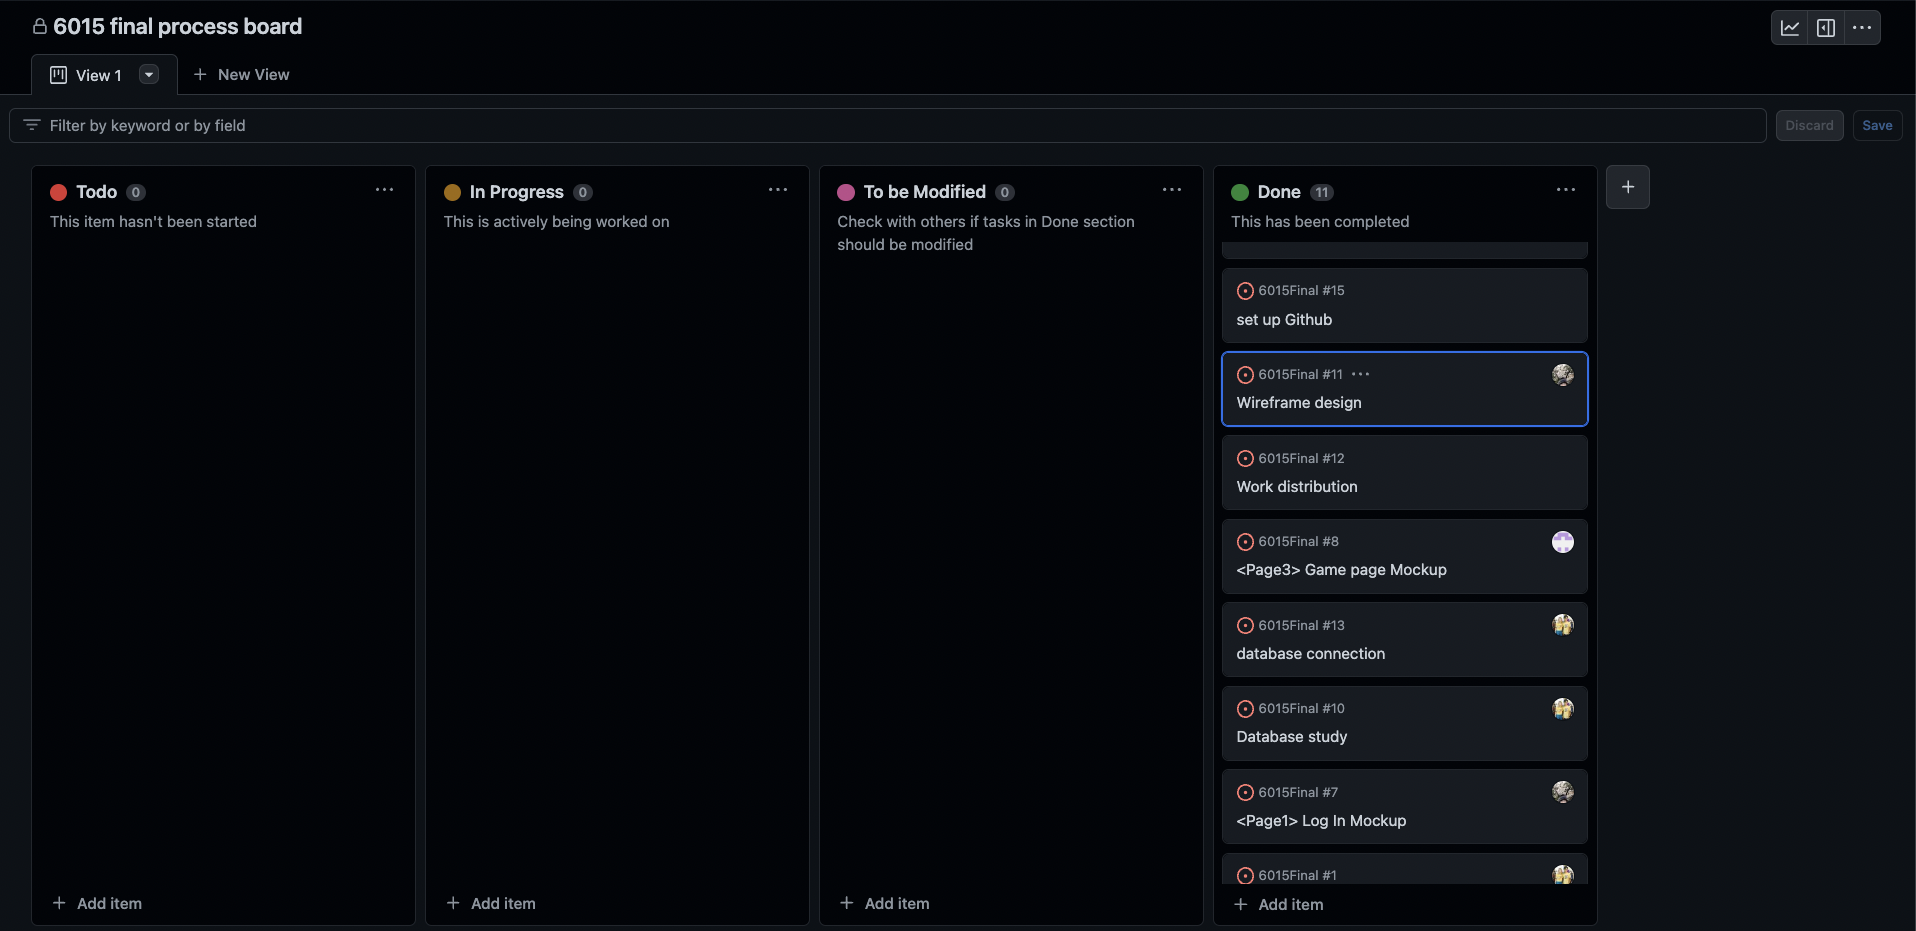 6015 final process board
View 1
New View
Filter by keyword or by field
Discard
Save
Todo 0
This item hasn't been started
Add item
In Progress 0
This is actively being worked on
Add item
To be Modified 0
Check with others if tasks in Done section
should be modified
Add item
Done 11
This has been completed
6015Final #15
set up Github
6015Final #11
Wireframe design
6015Final #12
Work distribution
6015Final #8
<Page3> Game page Mockup
6015Final #13
database connection
6015Final #10
Database study
6015Final #7
<Page1> Log In Mockup
6015Final #1
Add item